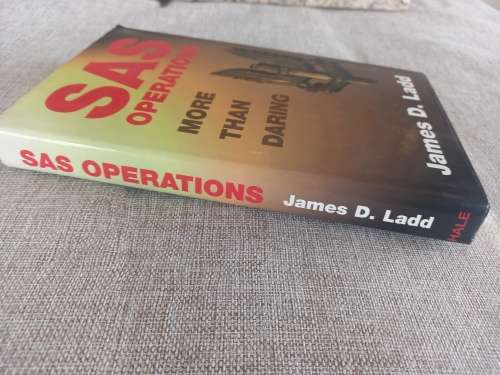 SAS
OPERATIONS
MORE
THAN
DARING
James D. Ladd
SAS OPERATIONS James D. Ladd HALE